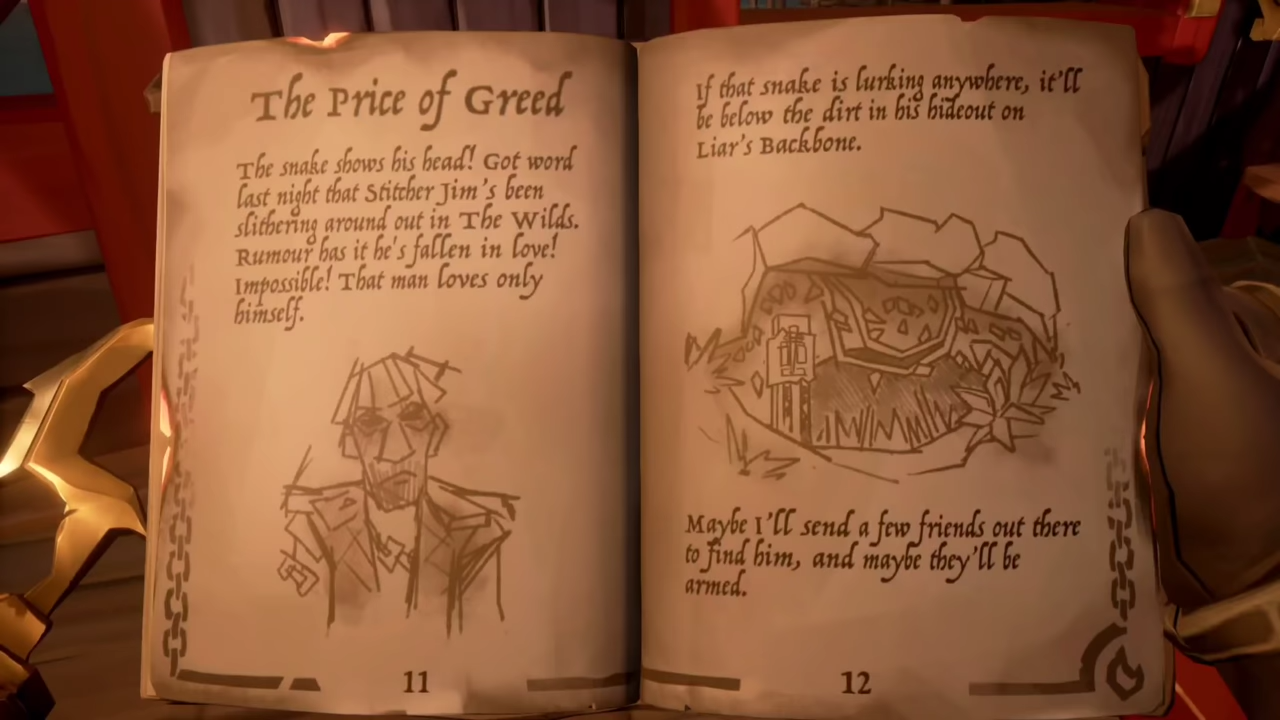 The Price of Greed
The snake shows his head! Got word
last night that Stitcher Jim's been
slithering around out in The Wilds.
Rumour has it he's fallen in love!
Impossible! That man loves only
himself.
11
If that snake is lurking anywhere, it'll
be below the dirt in his hideout on
Liar's Backbone.
Maybe I'll send a few friends out there
to find him, and maybe they'll be
armed.
12